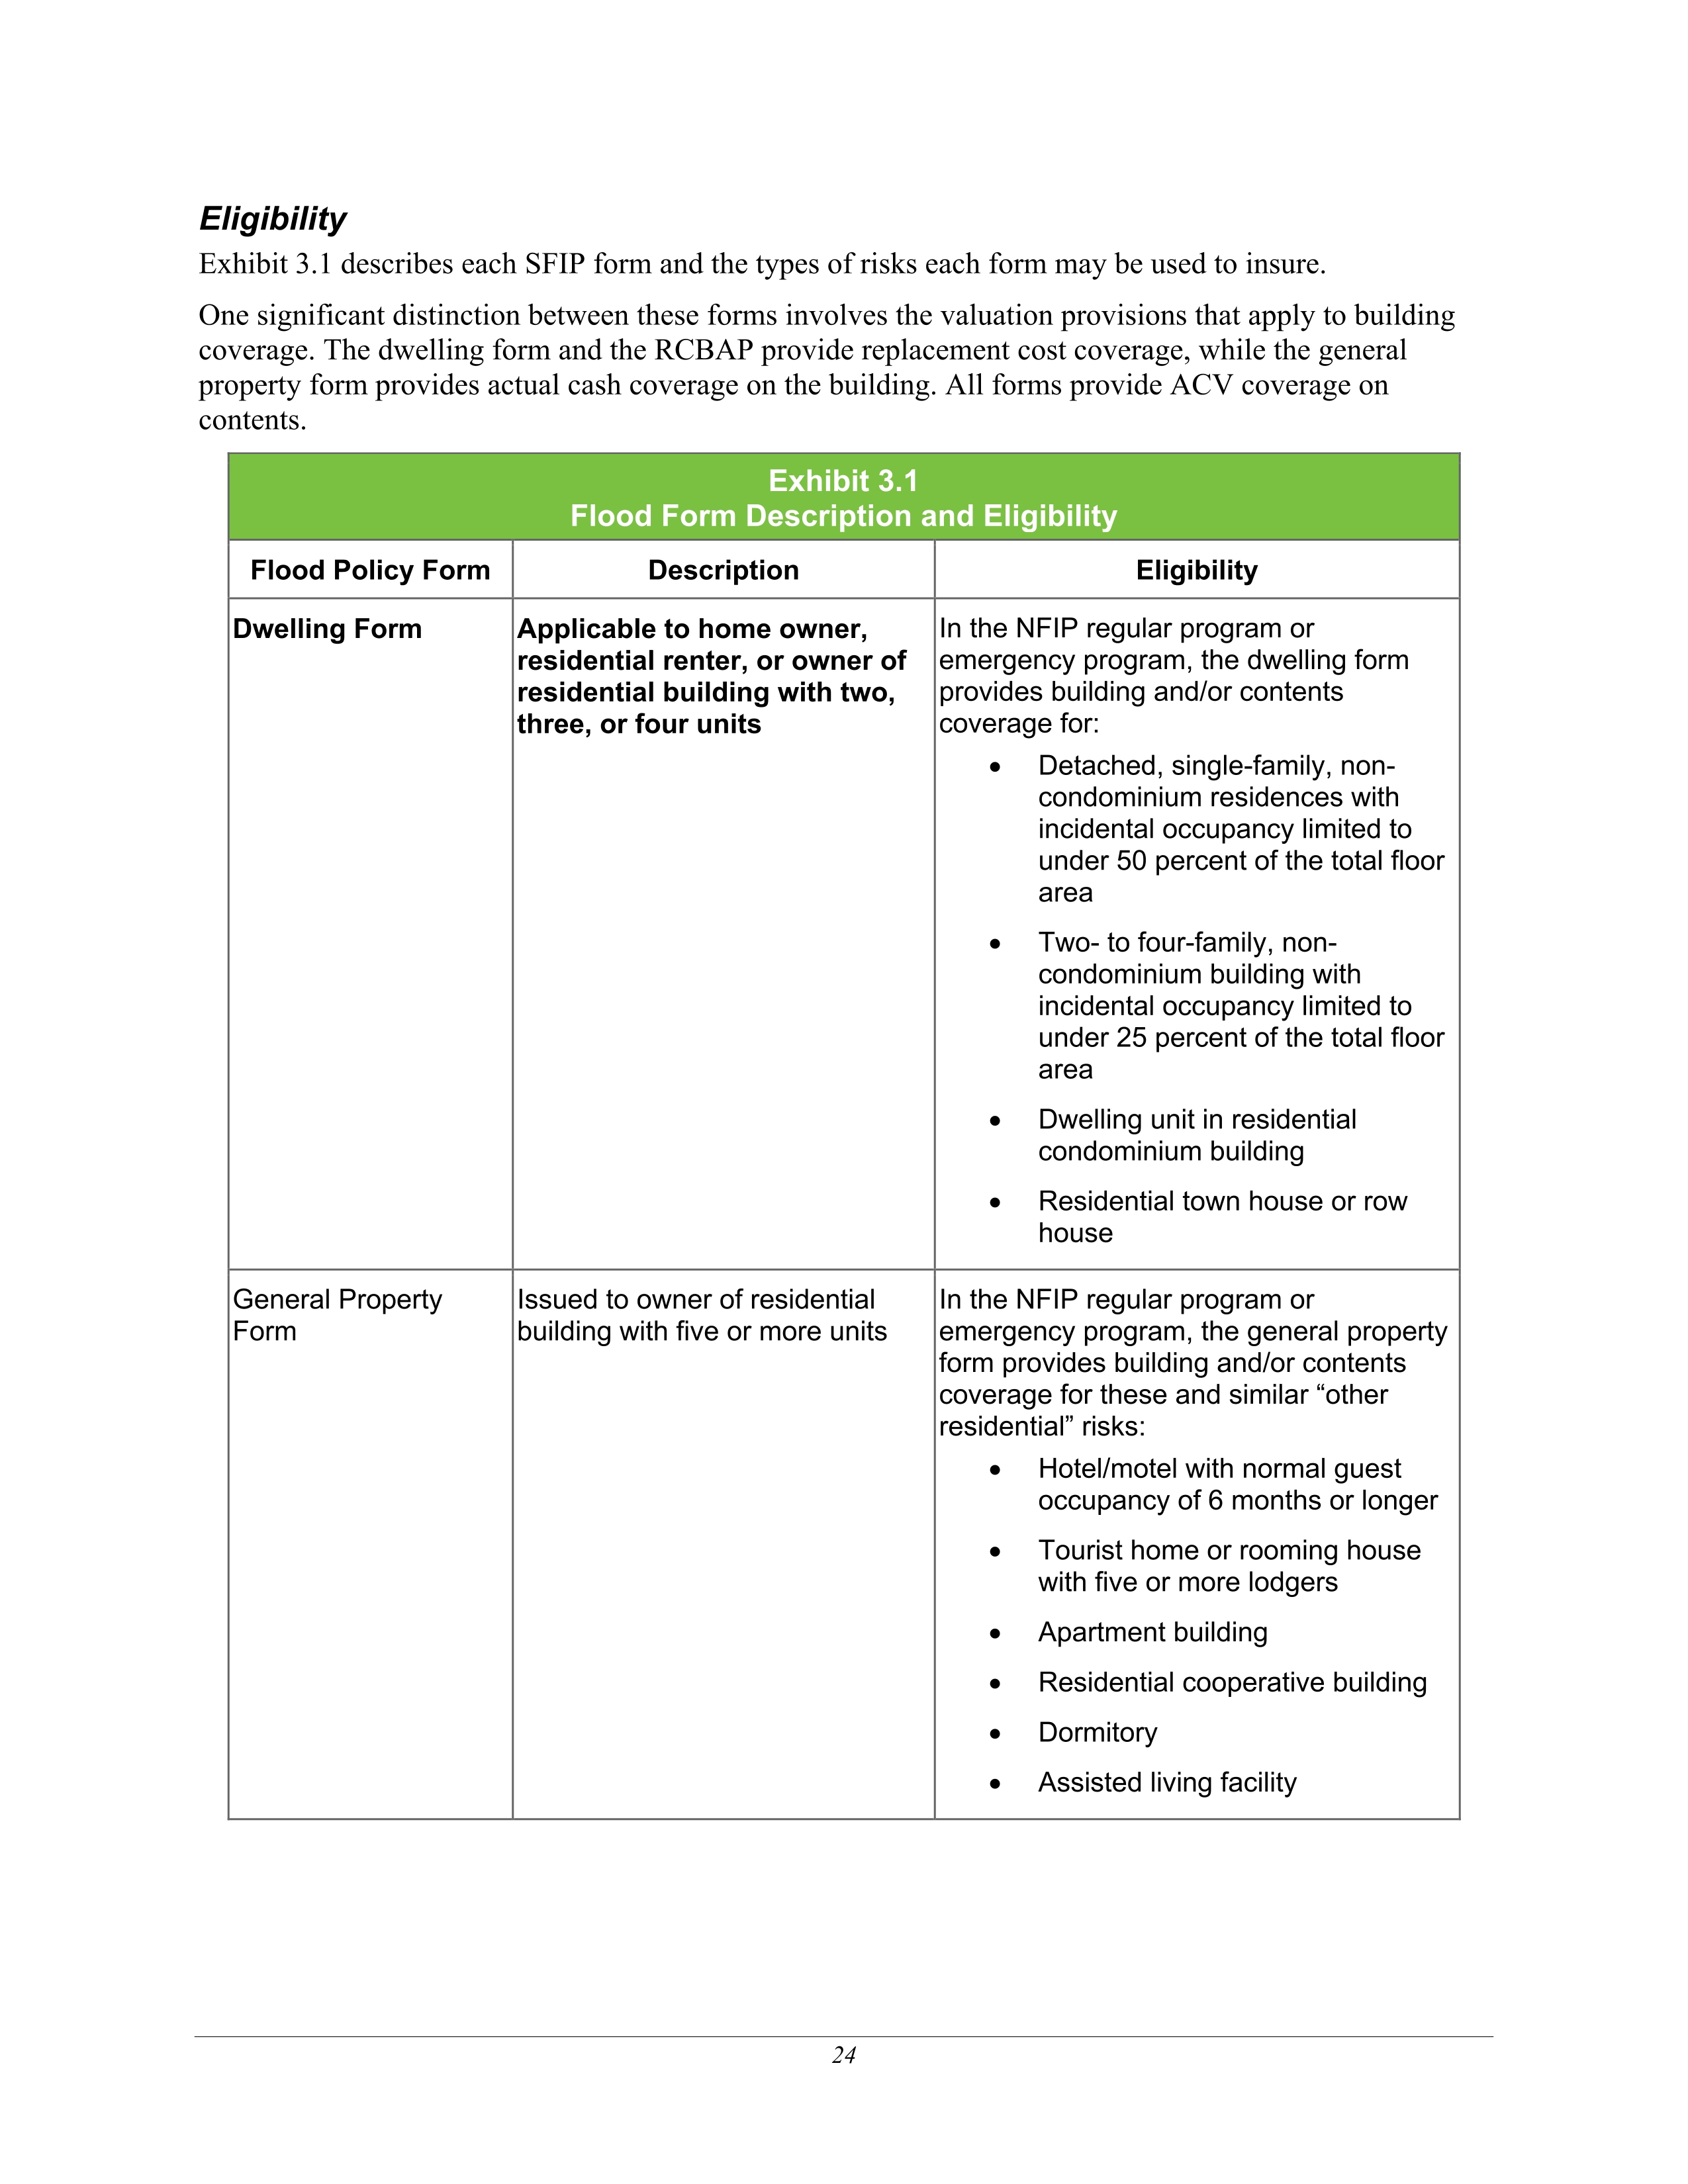 Eligibility
Exhibit 3.1 describes each SFIP form and the types of risks each form may be used to insure.
One significant distinction between these forms involves the valuation provisions that apply to building
coverage. The dwelling form and the RCBAP provide replacement cost coverage, while the general
property form provides actual cash coverage on the building. All forms provide ACV coverage on
contents.
Exhibit 3.1
Flood Form Description and Eligibility
Flood Policy Form
Description
Eligibility
Dwelling Form
Applicable to home owner,
residential renter, or owner of
residential building with two,
three, or four units
In the NFIP regular program or
emergency program, the dwelling form
provides building and/or contents
coverage for:
• Detached, single-family, non-
condominium residences with
incidental occupancy limited to
under 50 percent of the total floor
area
• Two- to four-family, non-
condominium building with
incidental occupancy limited to
under 25 percent of the total floor
area
• Dwelling unit in residential
condominium building
• Residential town house or row
house
General Property
Form
Issued to owner of residential
building with five or more units
In the NFIP regular program or
emergency program, the general property
form provides building and/or contents
coverage for these and similar “other
residential” risks:
• Hotel/motel with normal guest
occupancy of 6 months or longer
• Tourist home or rooming house
with five or more lodgers
• Apartment building
• Residential cooperative building
• Dormitory
• Assisted living facility
24